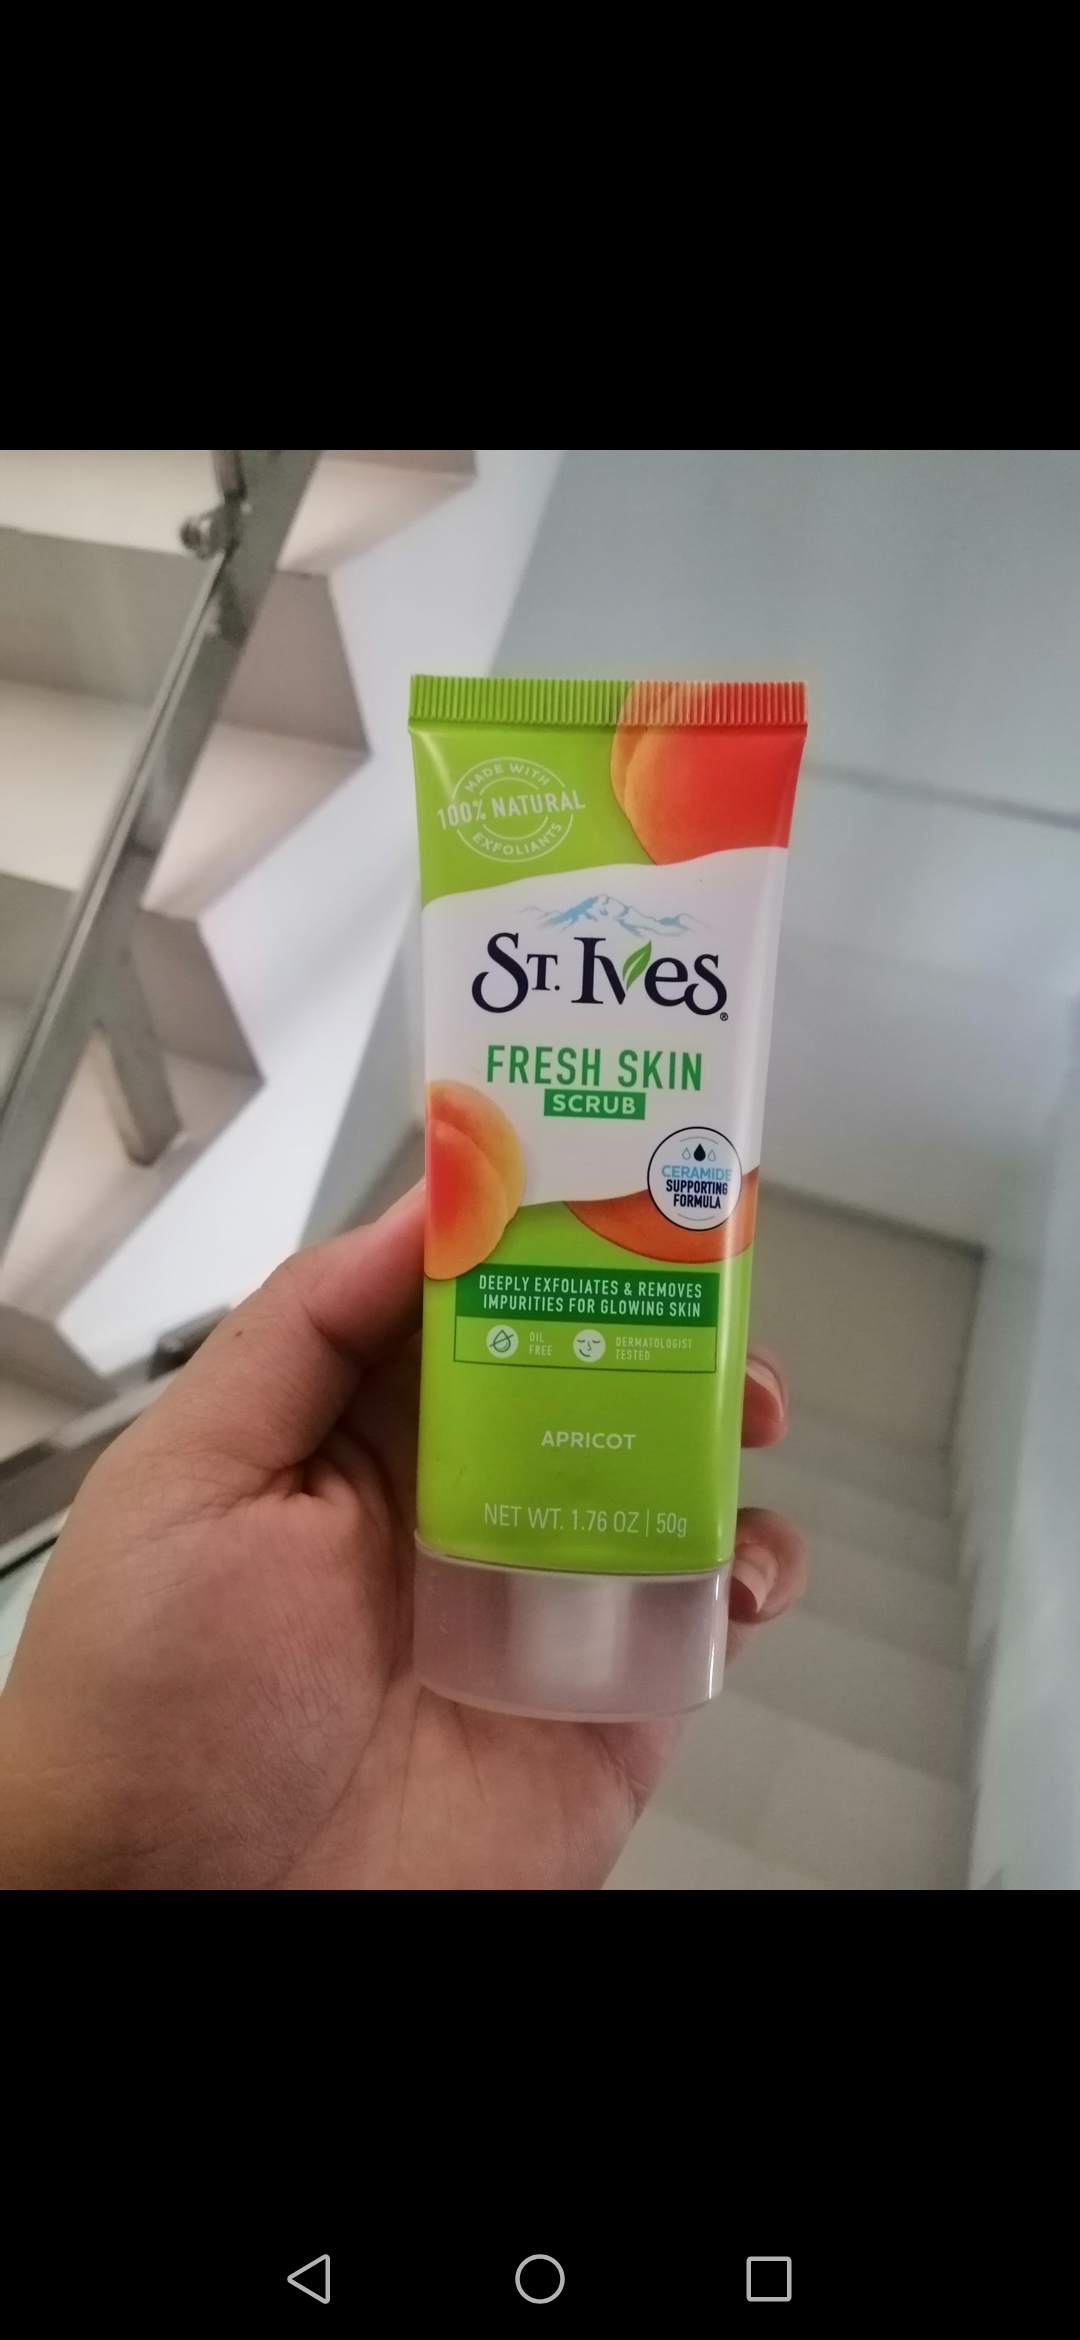 MADE WITH
100% NATURAL
EXFOLIANTS
ST. IVES®
FRESH SKIN
SCRUB
CERAMIDE
SUPPORTING
FORMULA
DEEPLY EXFOLIATES & REMOVES
IMPURITIES FOR GLOWING SKIN
OIL
FREE
DERMATOLOGIST
TESTED
APRICOT
NET WT. 1.76 OZ | 50g